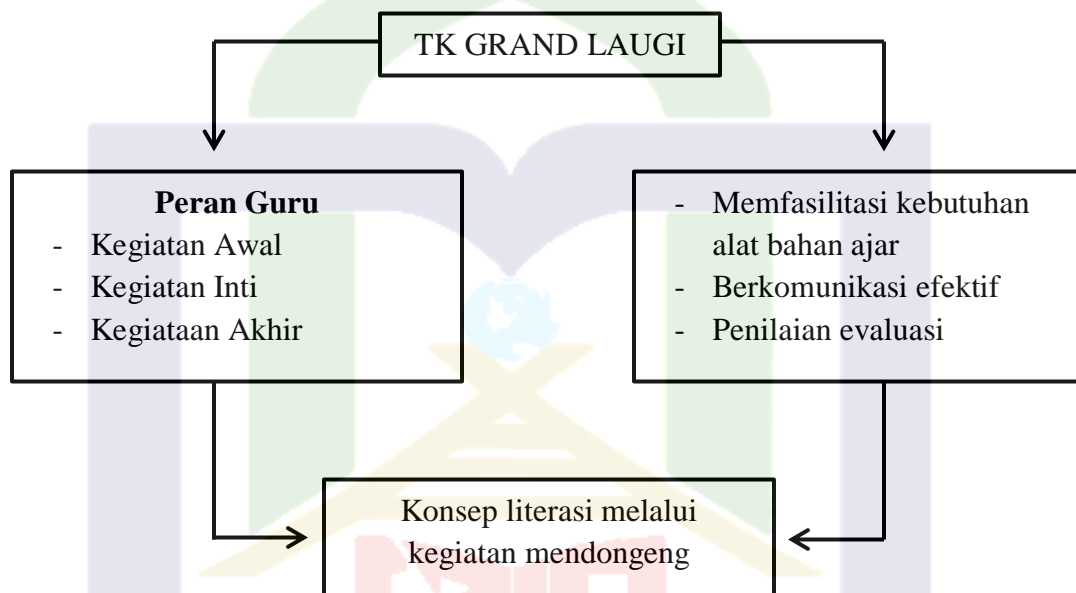 TK GRAND LAUGI
Peran Guru
- Kegiatan Awal
- Kegiatan Inti
- Kegiataan Akhir
- Memfasilitasi kebutuhan
alat bahan ajar
- Berkomunikasi efektif
- Penilaian evaluasi
Konsep literasi melalui
kegiatan mendongeng